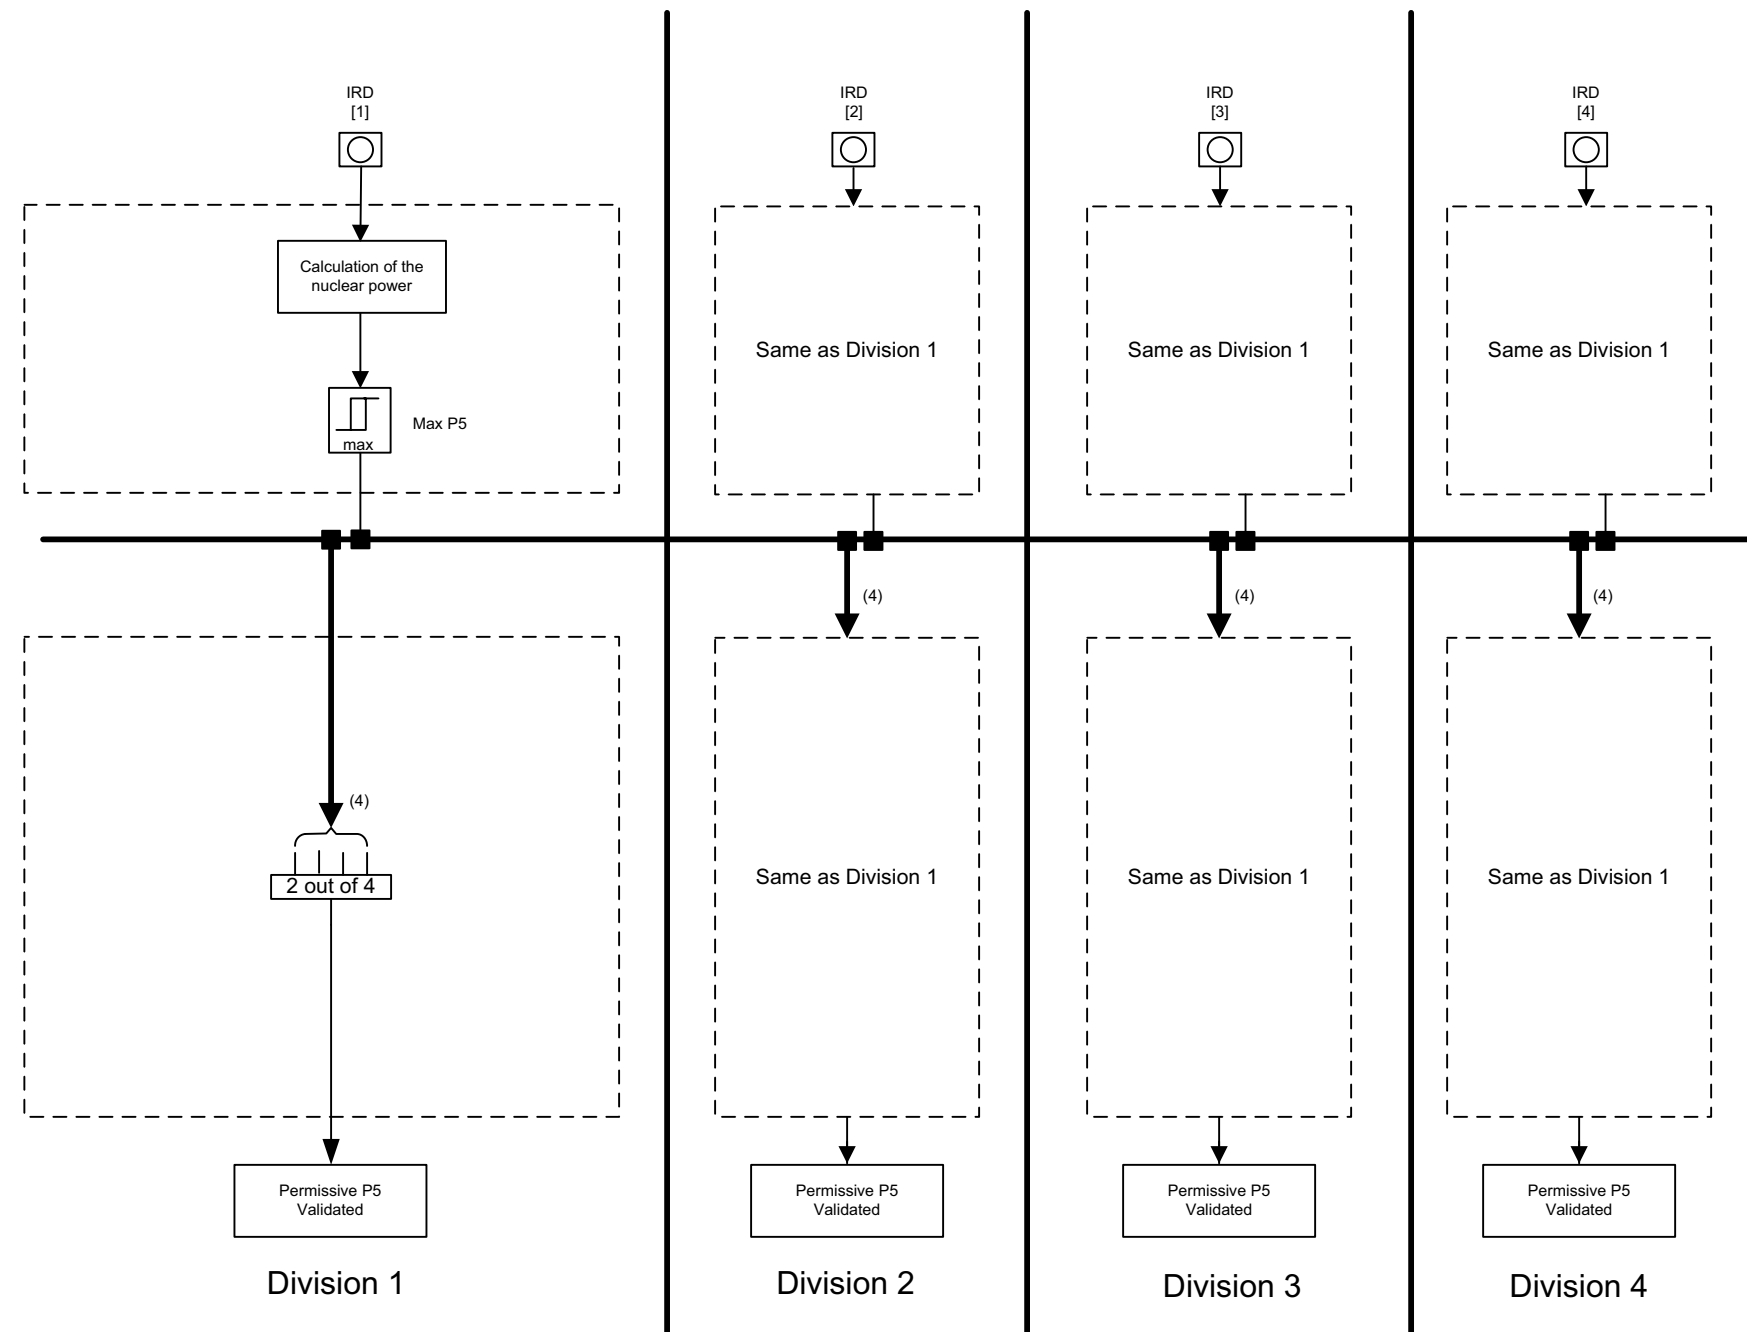 IRD
[1]
IRD
[2]
IRD
[3]
IRD
[4]
Calculation of the
nuclear power
Max P5
max
Same as Division 1
Same as Division 1
Same as Division 1
(4)
(4)
(4)
(4)
2 out of 4
Same as Division 1
Same as Division 1
Same as Division 1
Permissive P5
Validated
Permissive P5
Validated
Permissive P5
Validated
Permissive P5
Validated
Division 1
Division 2
Division 3
Division 4